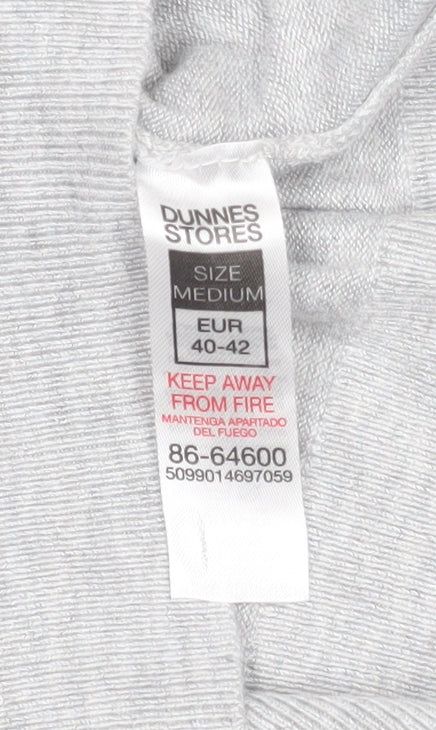 DUNNES
STORES
SIZE
MEDIUM
EUR
40-42
KEEP AWAY
FROM FIRE
MANTENGA APARTADO
DEL FUEGO
86-64600
5099014697059